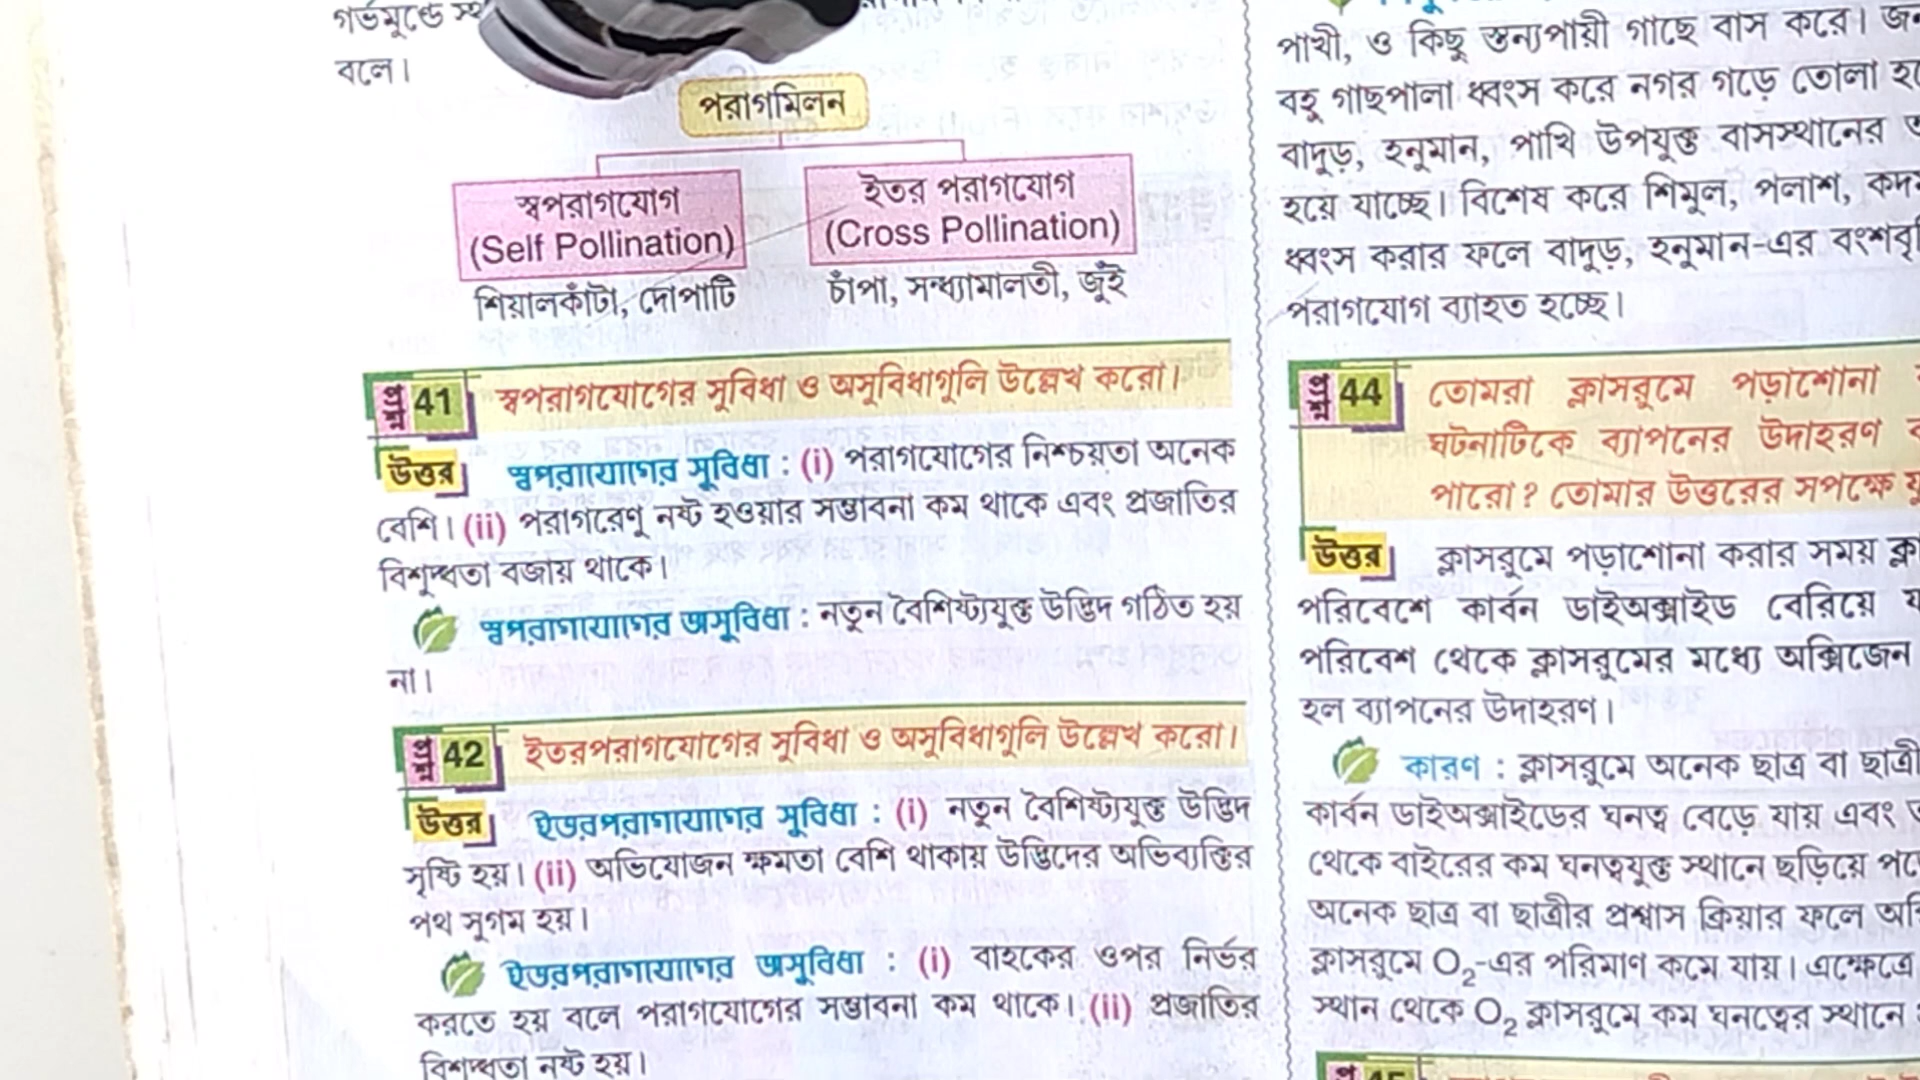 গর্ভমুণ্ডে
বলে।
পরাগমিলন
স্বপরাগযোগ
(Self Pollination)
ইতর পরাগযোগ
(Cross Pollination)
শিয়ালকাঁটা, দোপাটি
চাঁপা, সন্ধ্যামালতী, জুঁই
প্রশ্ন 41 স্বপরাগযোগের সুবিধা ও অসুবিধাগুলি উল্লেখ করো।
উত্তর স্বপরাগযোগের সুবিধা : (i) পরাগযোগের নিশ্চয়তা অনেক
বেশি। (ii) পরাগরেণু নষ্ট হওয়ার সম্ভাবনা কম থাকে এবং প্রজাতির
বিশুদ্ধতা বজায় থাকে।
স্বপরাগযোগের অসুবিধা : নতুন বৈশিষ্ট্যযুক্ত উদ্ভিদ গঠিত হয়
না।
প্রশ্ন 42 ইতরপরাগযোগের সুবিধা ও অসুবিধাগুলি উল্লেখ করো।
উত্তর ইতরপরাগযোগের সুবিধা : (i) নতুন বৈশিষ্ট্যযুক্ত উদ্ভিদ
সৃষ্টি হয়। (ii) অভিযোজন ক্ষমতা বেশি থাকায় উদ্ভিদের অভিব্যক্তির
পথ সুগম হয়।
ইতরপরাগযোগের অসুবিধা : (i) বাহকের ওপর নির্ভর
করতে হয় বলে পরাগযোগের সম্ভাবনা কম থাকে। (ii) প্রজাতির
বিশুদ্ধতা নষ্ট হয়।
পাখী, ও কিছু স্তন্যপায়ী গাছে বাস করে।
বহু গাছপালা ধ্বংস করে নগর গড়ে তোলা
বাদুড়, হনুমান, পাখি উপযুক্ত বাসস্থানের
হয়ে যাচ্ছে। বিশেষ করে শিমুল, পলাশ,
ধ্বংস করার ফলে বাদুড়, হনুমান-এর
পরাগযোগ ব্যাহত হচ্ছে।
প্রশ্ন 44 তোমরা ক্লাসরুমে পড়াশোনা
ঘটনাটিকে ব্যাপনের উদাহরণ
পারো? তোমার উত্তরের সপক্ষে
উত্তর ক্লাসরুমে পড়াশোনা করার সময়
পরিবেশে কার্বন ডাইঅক্সাইড বেরিয়ে
পরিবেশ থেকে ক্লাসরুমের মধ্যে অক্সিজেন
হল ব্যাপনের উদাহরণ।
কারণ : ক্লাসরুমে অনেক ছাত্র বা ছাত্রী
কার্বন ডাইঅক্সাইডের ঘনত্ব বেড়ে যায় এবং
থেকে বাইরের কম ঘনত্বযুক্ত স্থানে ছড়িয়ে
অনেক ছাত্র বা ছাত্রীর প্রশ্বাস ক্রিয়ার ফলে
ক্লাসরুমে O₂-এর পরিমাণ কমে যায়। এক্ষেত্রে
স্থান থেকে O₂ ক্লাসরুমে কম ঘনত্বের স্থানে